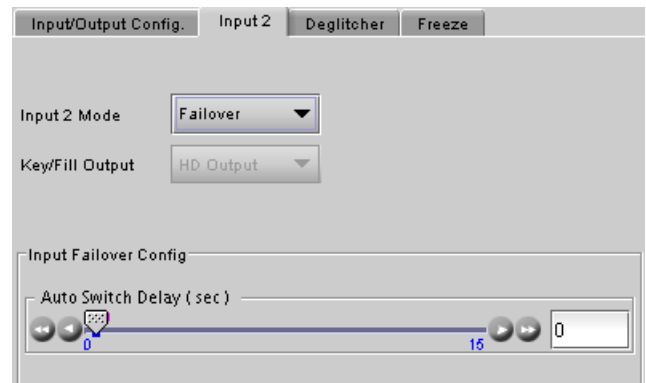 Input/Output Config. Input 2 Deglitcher Freeze
Input 2 Mode Failover
Key/Fill Output HD Output
Input Failover Config
Auto Switch Delay ( sec )
0 15 0